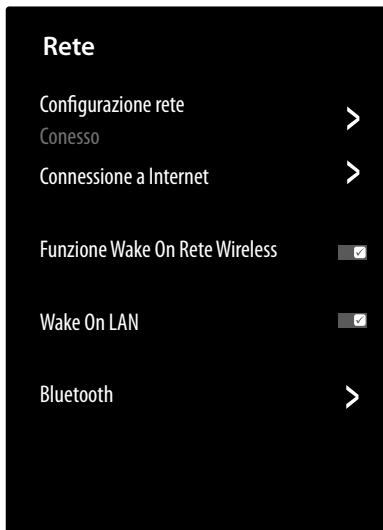 Rete
Configurazione rete
Conesso
Connessione a Internet
Funzione Wake On Rete Wireless
Wake On LAN
Bluetooth